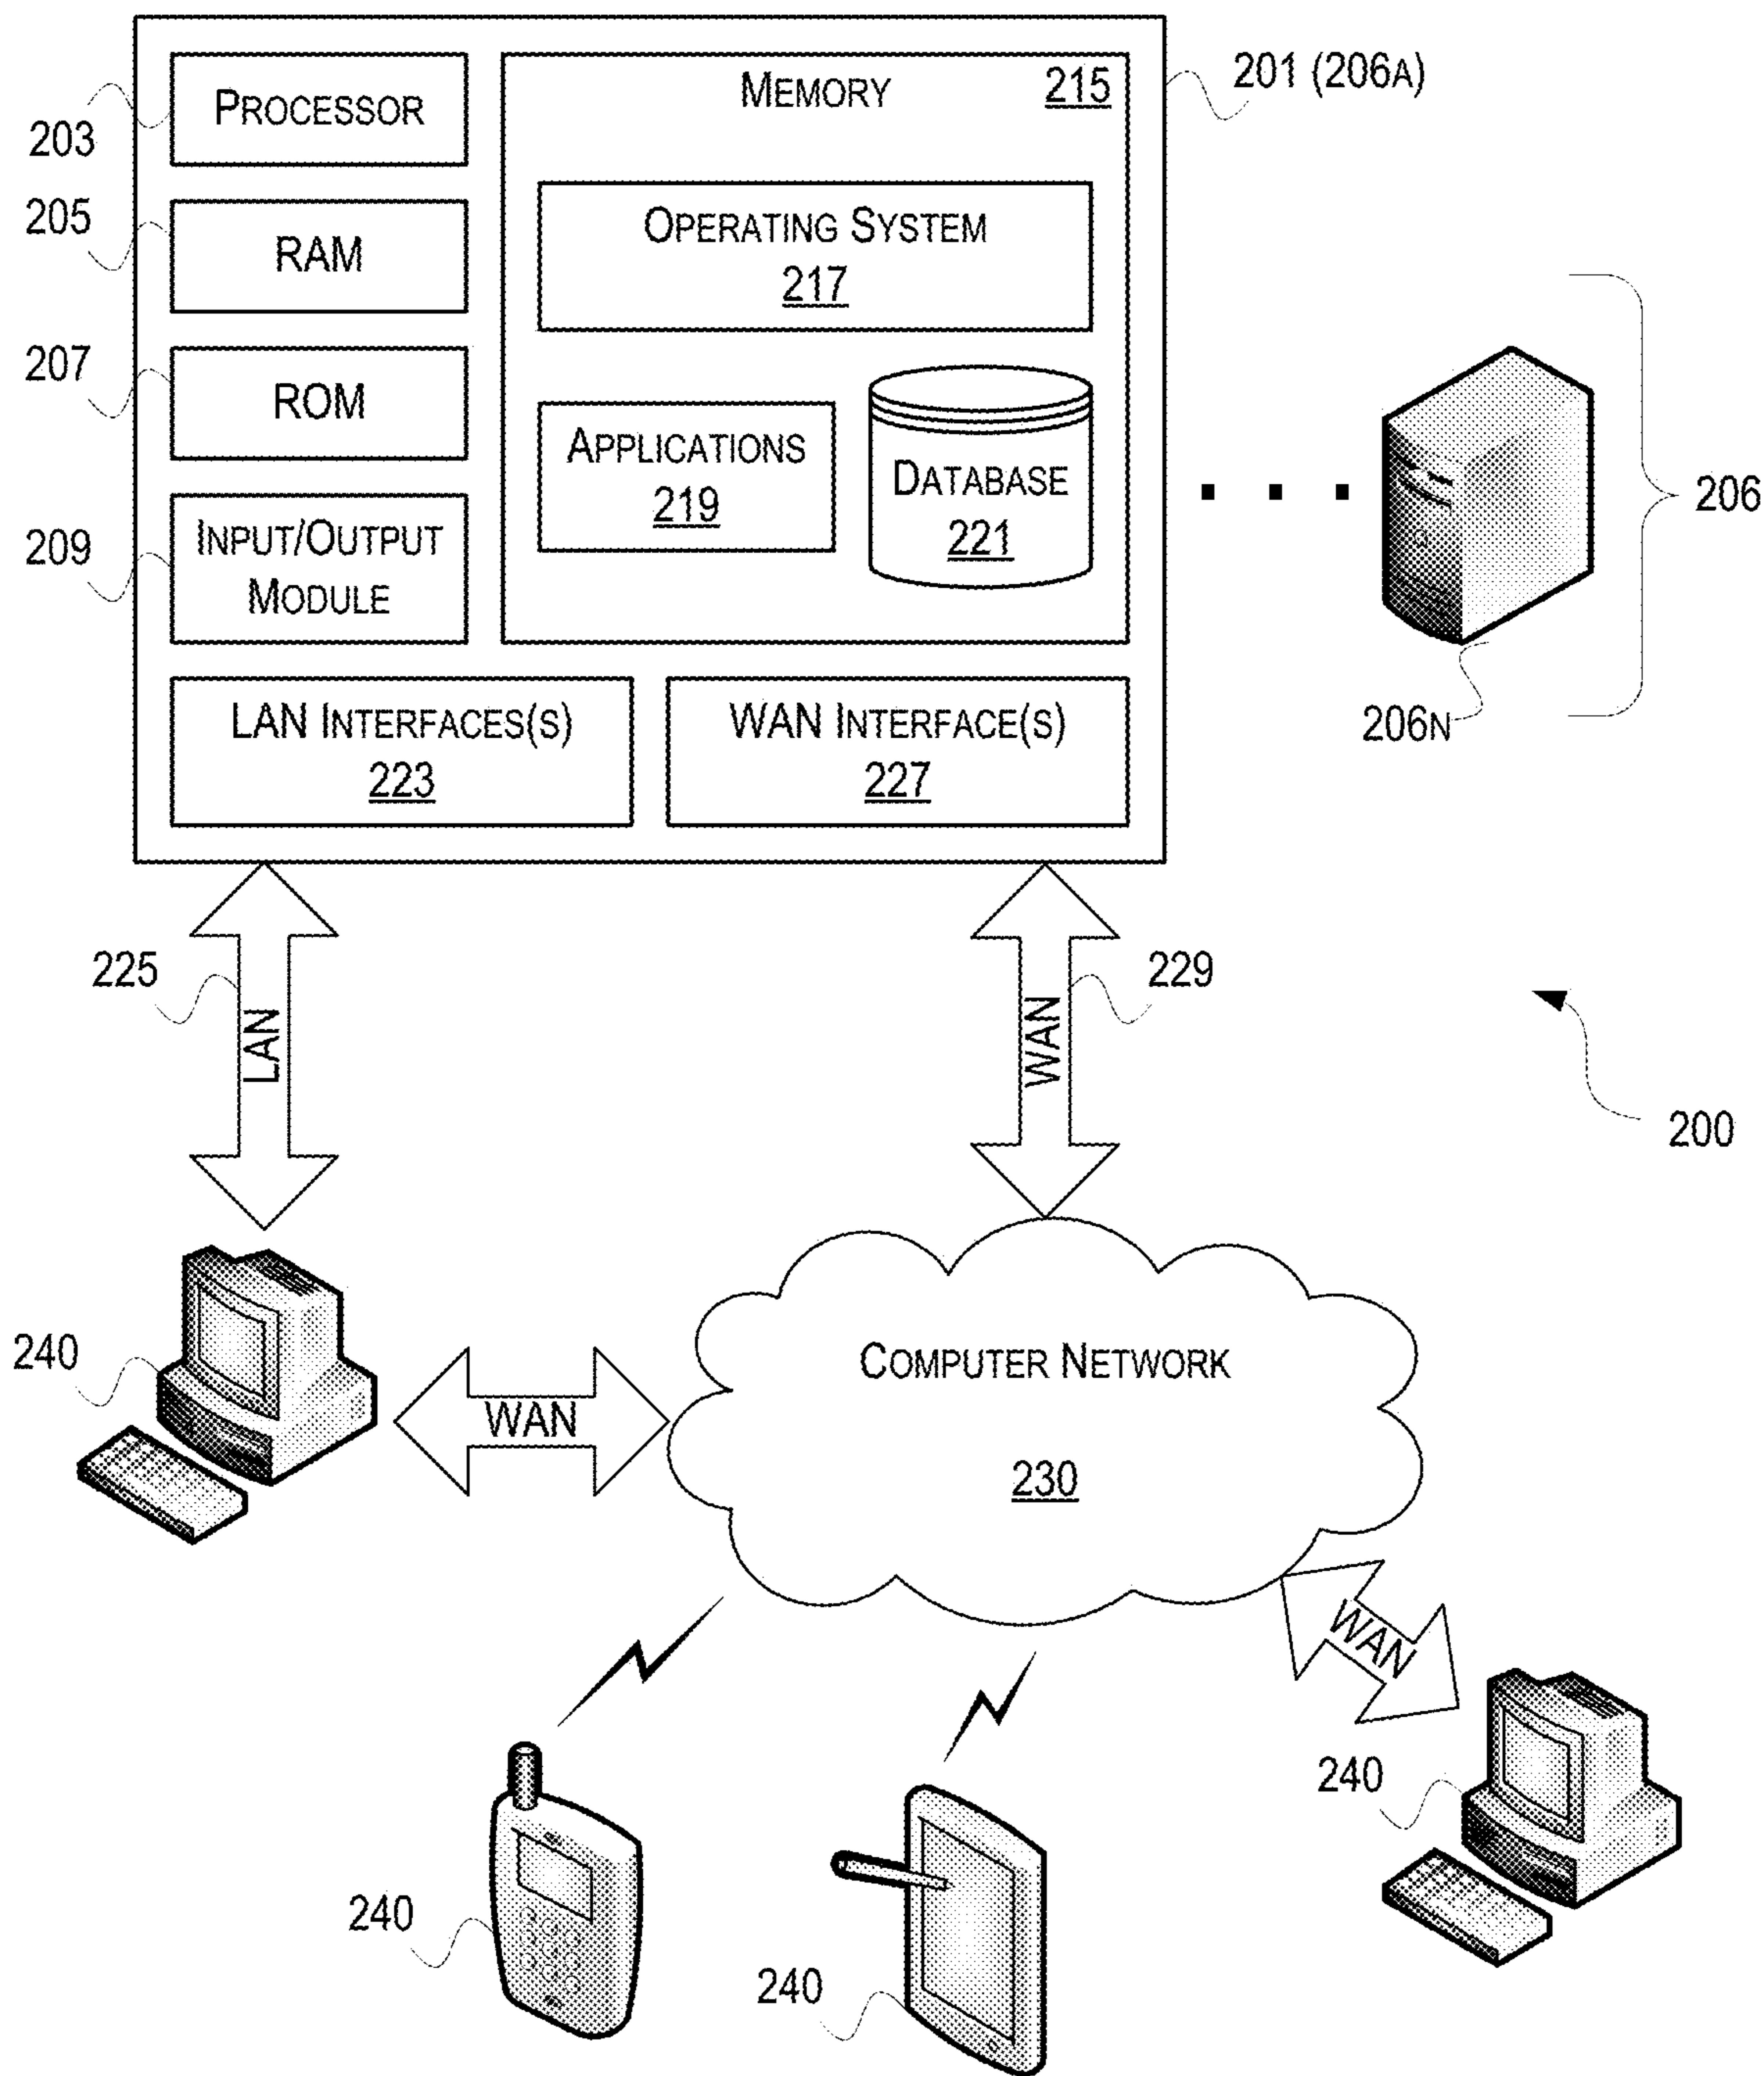 PROCESSOR
203
MEMORY 215
201 (206A)
205
RAM
OPERATING SYSTEM
217
207
ROM
APPLICATIONS
219
DATABASE
221
206
209
INPUT/OUTPUT
MODULE
206N
LAN INTERFACES(S)
223
WAN INTERFACE(S)
227
225
LAN
WAN
229
200
240
WAN
COMPUTER NETWORK
230
WAN
240
240
240